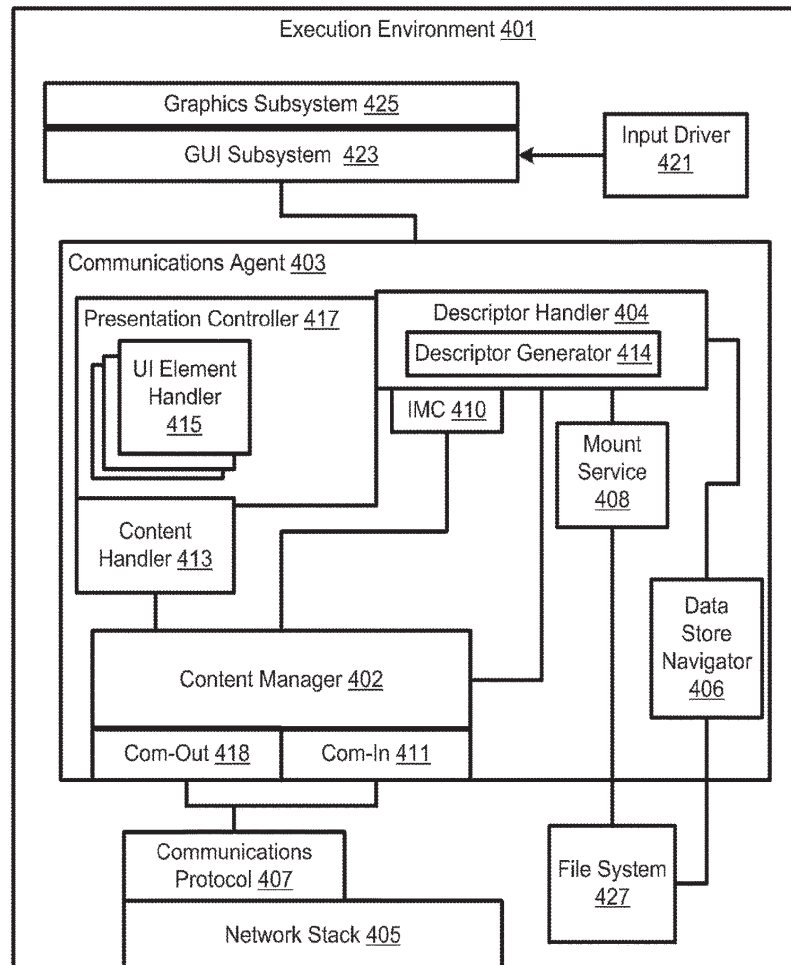 Execution Environment 401
Graphics Subsystem 425
GUI Subsystem 423
Input Driver
421
Communications Agent 403
Presentation Controller 417
UI Element
Handler
415
Descriptor Handler 404
Descriptor Generator 414
IMC 410
Mount
Service
408
Content
Handler 413
Data
Store
Navigator
406
Content Manager 402
Com-Out 418
Com-In 411
Communications
Protocol 407
Network Stack 405
File System
427